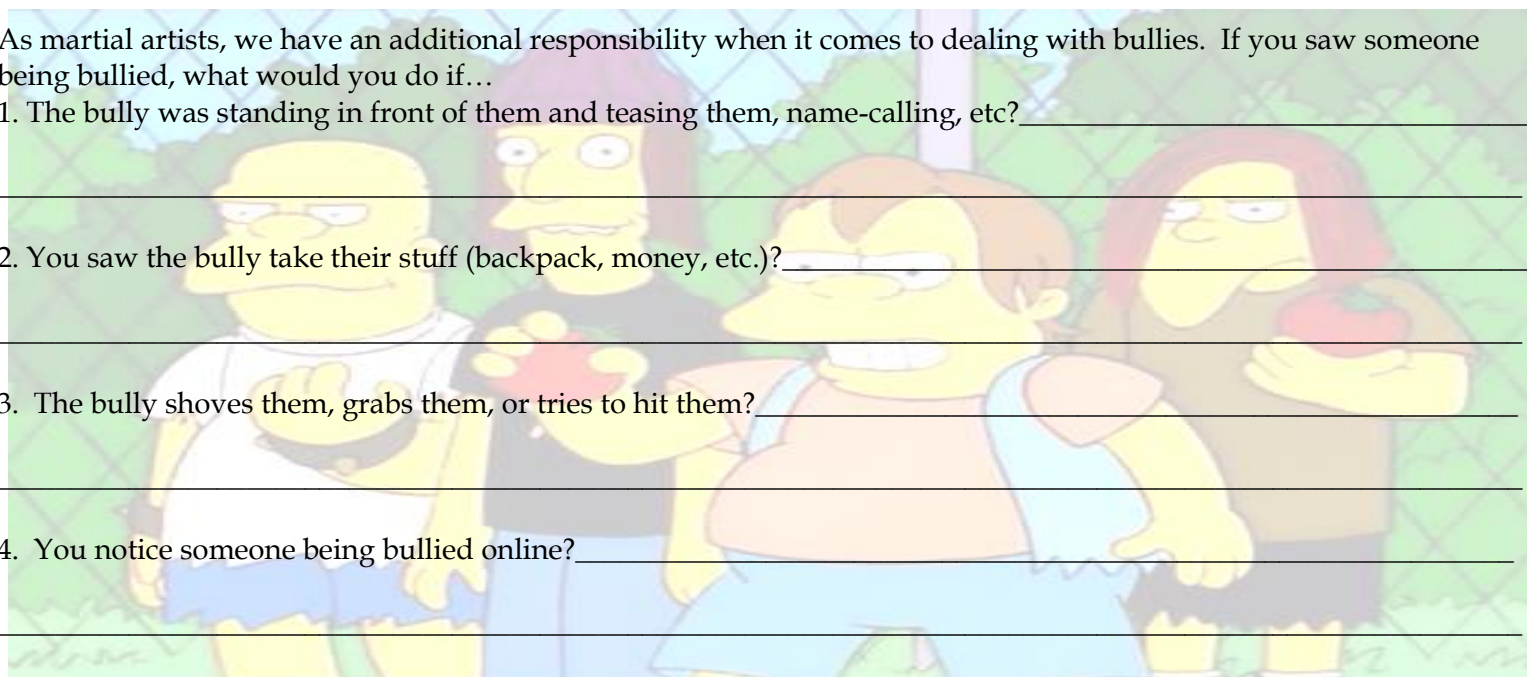 As martial artists, we have an additional responsibility when it comes to dealing with bullies.  If you saw someone
being bullied, what would you do if…
1. The bully was standing in front of them and teasing them, name-calling, etc?
2. You saw the bully take their stuff (backpack, money, etc.)?
3.  The bully shoves them, grabs them, or tries to hit them?
4.  You notice someone being bullied online?